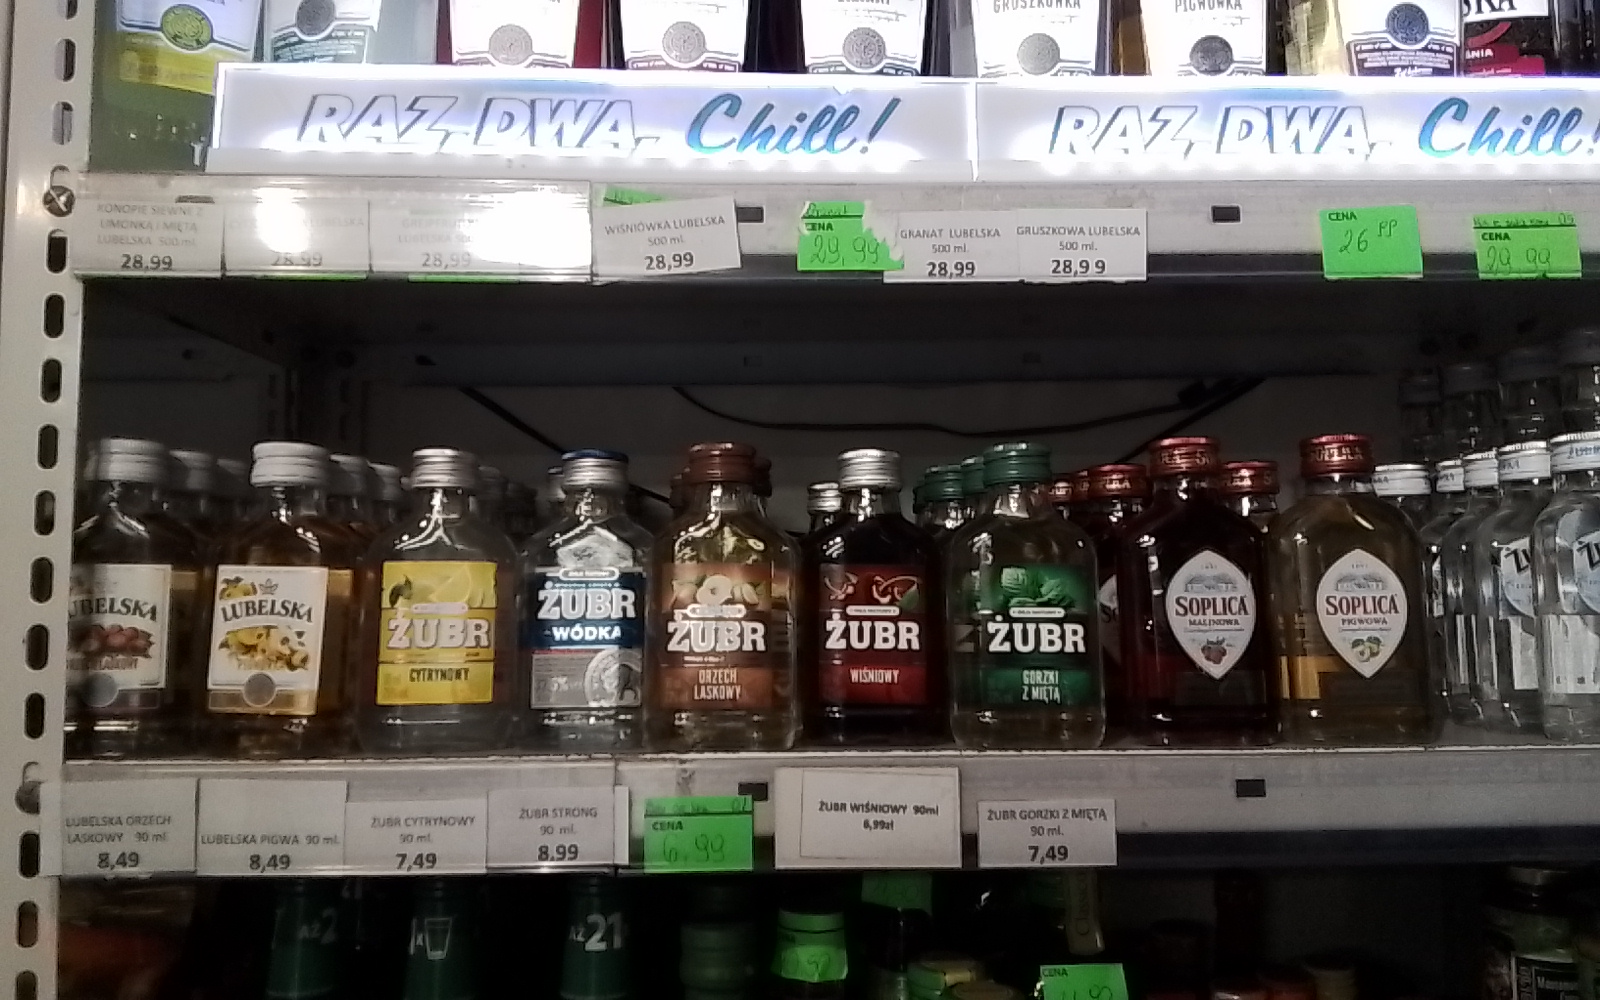 GRUSZKÓWKA
PIGWÓWKA
RAZ, DWA, Chill!
RAZ, DWA, Chill!
KONOPIE SIEWNE Z
LIMONKĄ I MIĘTĄ
LUBELSKA 500 ml.
28,99
LUBELSKA
28,99
LUBELSKA
28,99
WIŚNIÓWKA LUBELSKA
500 ml.
28,99
Granat
CENA
29,99
GRANAT LUBELSKA
500 ml.
28,99
GRUSZKOWA LUBELSKA
500 ml.
28,99
CENA
26
CENA
29,99
LUBELSKA
LUBELSKA
ŻUBR
CYTRYNOWY
ŻUBR
WÓDKA
ŻUBR
ORZECH
LASKOWY
ŻUBR
WIŚNIOWY
ŻUBR
GORZKI
Z MIĘTĄ
SOPLICA
MALINOWA
SOPLICA
PIGWOWA
LUBELSKA ORZECH
LASKOWY 90 ml.
8,49
LUBELSKA PIGWA 90 ml.
8,49
ŻUBR CYTRYNOWY
90 ml.
7,49
ŻUBR STRONG
90 ml.
8,99
CENA
6,99
ŻUBR WIŚNIOWY 90ml
6,99zł
ŻUBR GORZKI Z MIĘTĄ
90 ml.
7,49
21
CENA